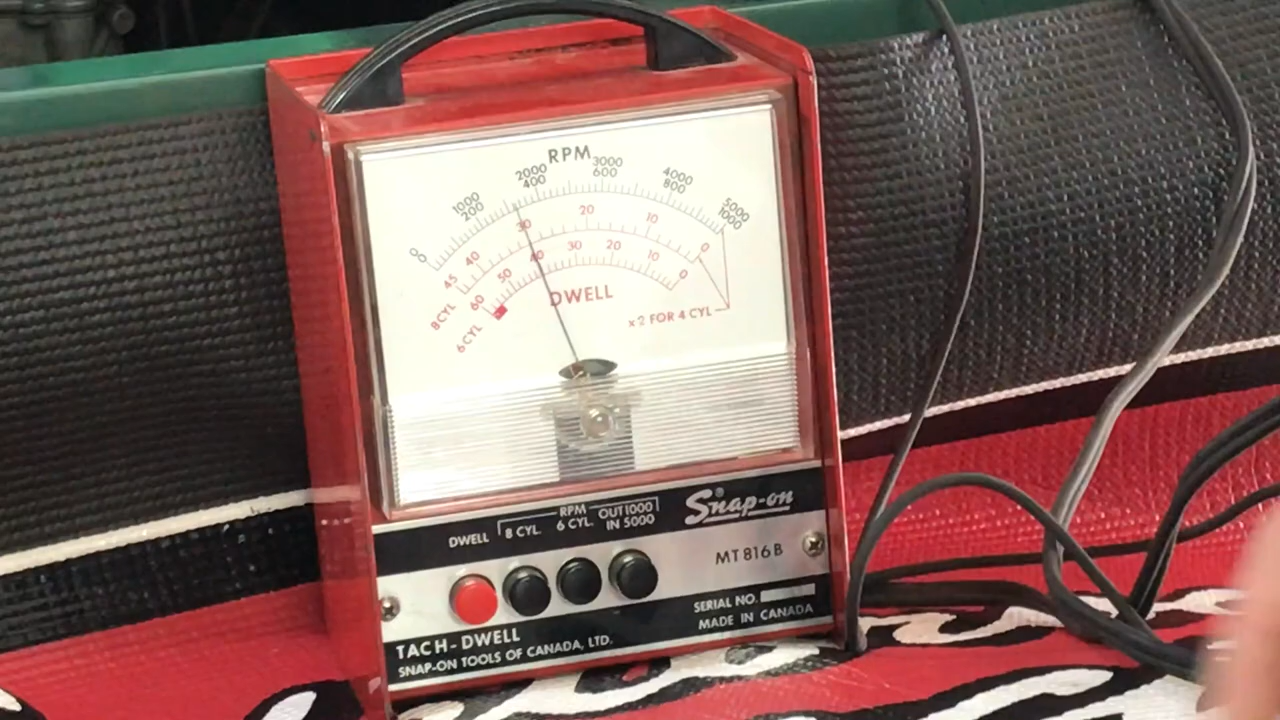 RPM
0 1000 2000 3000 4000 5000
0 200 400 600 800 1000
45 40 30 20 10 0
8 CYL
60 50 40 30 20 10 0
6 CYL
DWELL
x 2 FOR 4 CYL
DWELL 8 CYL. RPM 6 CYL. OUT 1000 IN 5000
Snap-on®
MT 816 B
SERIAL NO.
MADE IN CANADA
TACH-DWELL
SNAP-ON TOOLS OF CANADA, LTD.